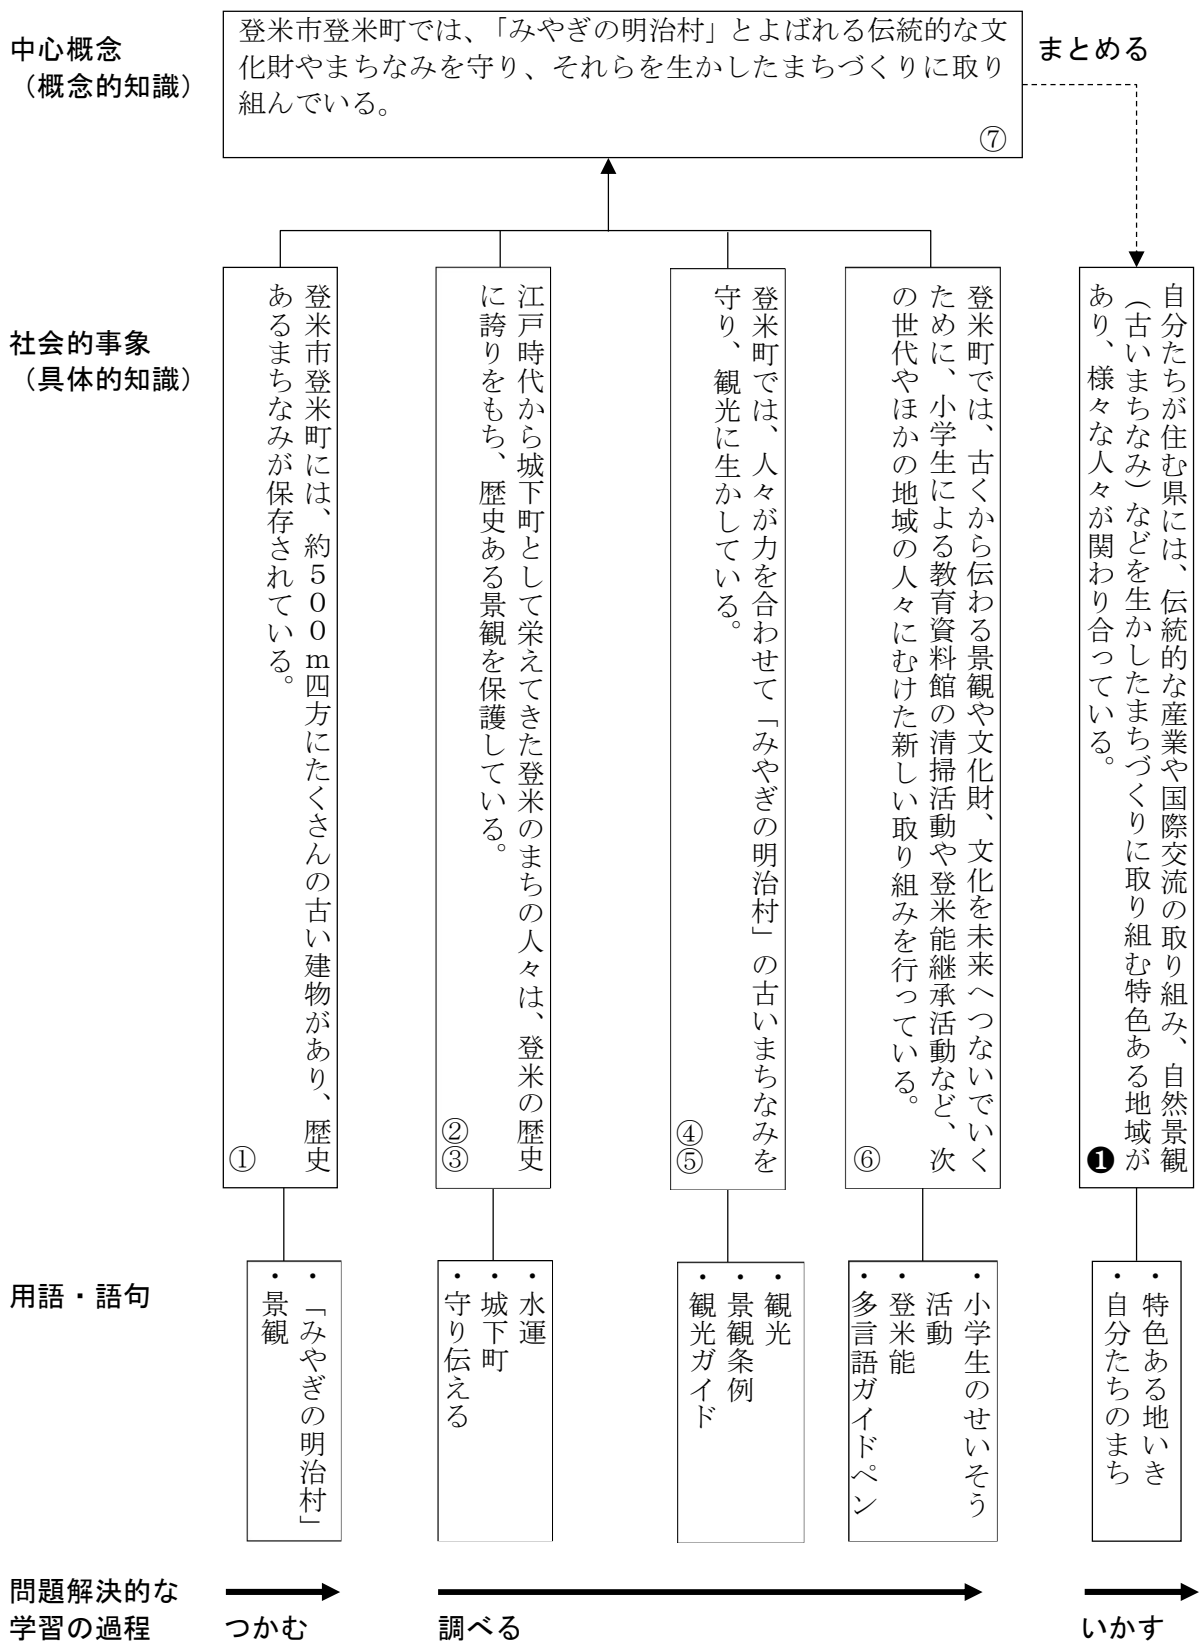 中心概念
（概念的知識）
登米市登米町では、「みやぎの明治村」とよばれる伝統的な文
化財やまちなみを守り、それらを生かしたまちづくりに取り
組んでいる。
⑦
まとめる
社会的事象
（具体的知識）
登米市登米町には、約５００ｍ四方にたくさんの古い建物があり、歴史
あるまちなみが保存されている。
①
江戸時代から城下町として栄えてきた登米のまちの人々は、登米の歴史
に誇りをもち、歴史ある景観を保護している。
②
③
登米町では、人々が力を合わせて「みやぎの明治村」の古いまちなみを
守り、観光に生かしている。
④
⑤
登米町では、古くから伝わる景観や文化財、文化を未来へつないでいく
ために、小学生による教育資料館の清掃活動や登米能継承活動など、次
の世代やほかの地域の人々にむけた新しい取り組みを行っている。
⑥
自分たちが住む県には、伝統的な産業や国際交流の取り組み、自然景観
（古いまちなみ）などを生かしたまちづくりに取り組む特色ある地域が
あり、様々な人々が関わり合っている。
❶
用語・語句
・「みやぎの明治村」
・景観
・水運
・城下町
・守り伝える
・観光
・景観条例
・観光ガイド
・小学生のせいそう
活動
・登米能
・多言語ガイドペン
・特色ある地いき
・自分たちのまち
問題解決的な
学習の過程
つかむ
調べる
いかす